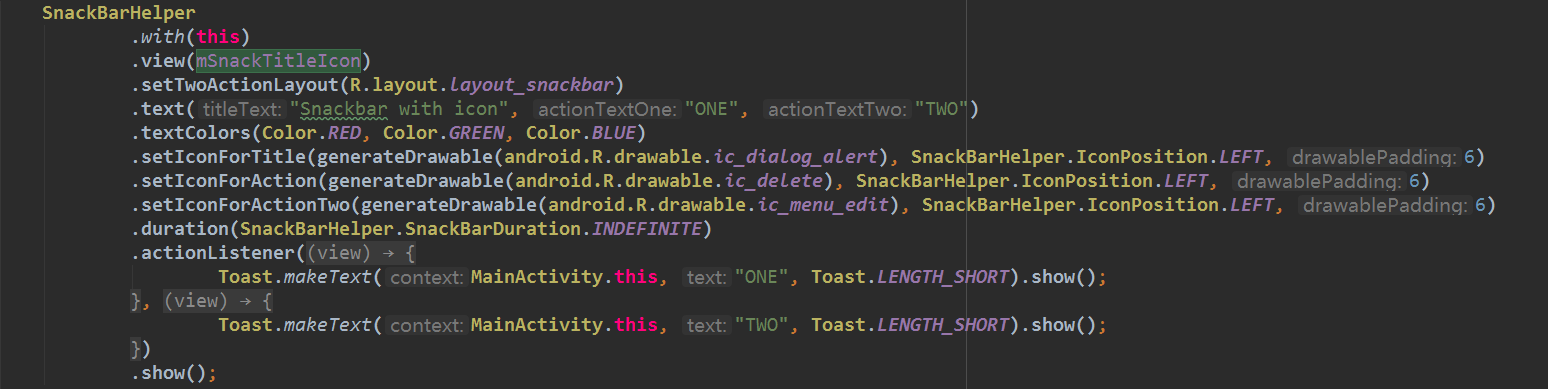 SnackBarHelper
.with(this)
.view(mSnackTitleIcon)
.setTwoActionLayout(R.layout.layout_snackbar)
.text( titleText: "Snackbar with icon", actionTextOne: "ONE", actionTextTwo: "TWO")
.textColors(Color.RED, Color.GREEN, Color.BLUE)
.setIconForTitle(generateDrawable(android.R.drawable.ic_dialog_alert), SnackBarHelper.IconPosition.LEFT, drawablePadding: 6)
.setIconForAction(generateDrawable(android.R.drawable.ic_delete), SnackBarHelper.IconPosition.LEFT, drawablePadding: 6)
.setIconForActionTwo(generateDrawable(android.R.drawable.ic_menu_edit), SnackBarHelper.IconPosition.LEFT, drawablePadding: 6)
.duration(SnackBarHelper.SnackBarDuration.INDEFINITE)
.actionListener((view) → {
Toast.makeText( context: MainActivity.this, text: "ONE", Toast.LENGTH_SHORT).show();
}, (view) → {
Toast.makeText( context: MainActivity.this, text: "TWO", Toast.LENGTH_SHORT).show();
})
.show();